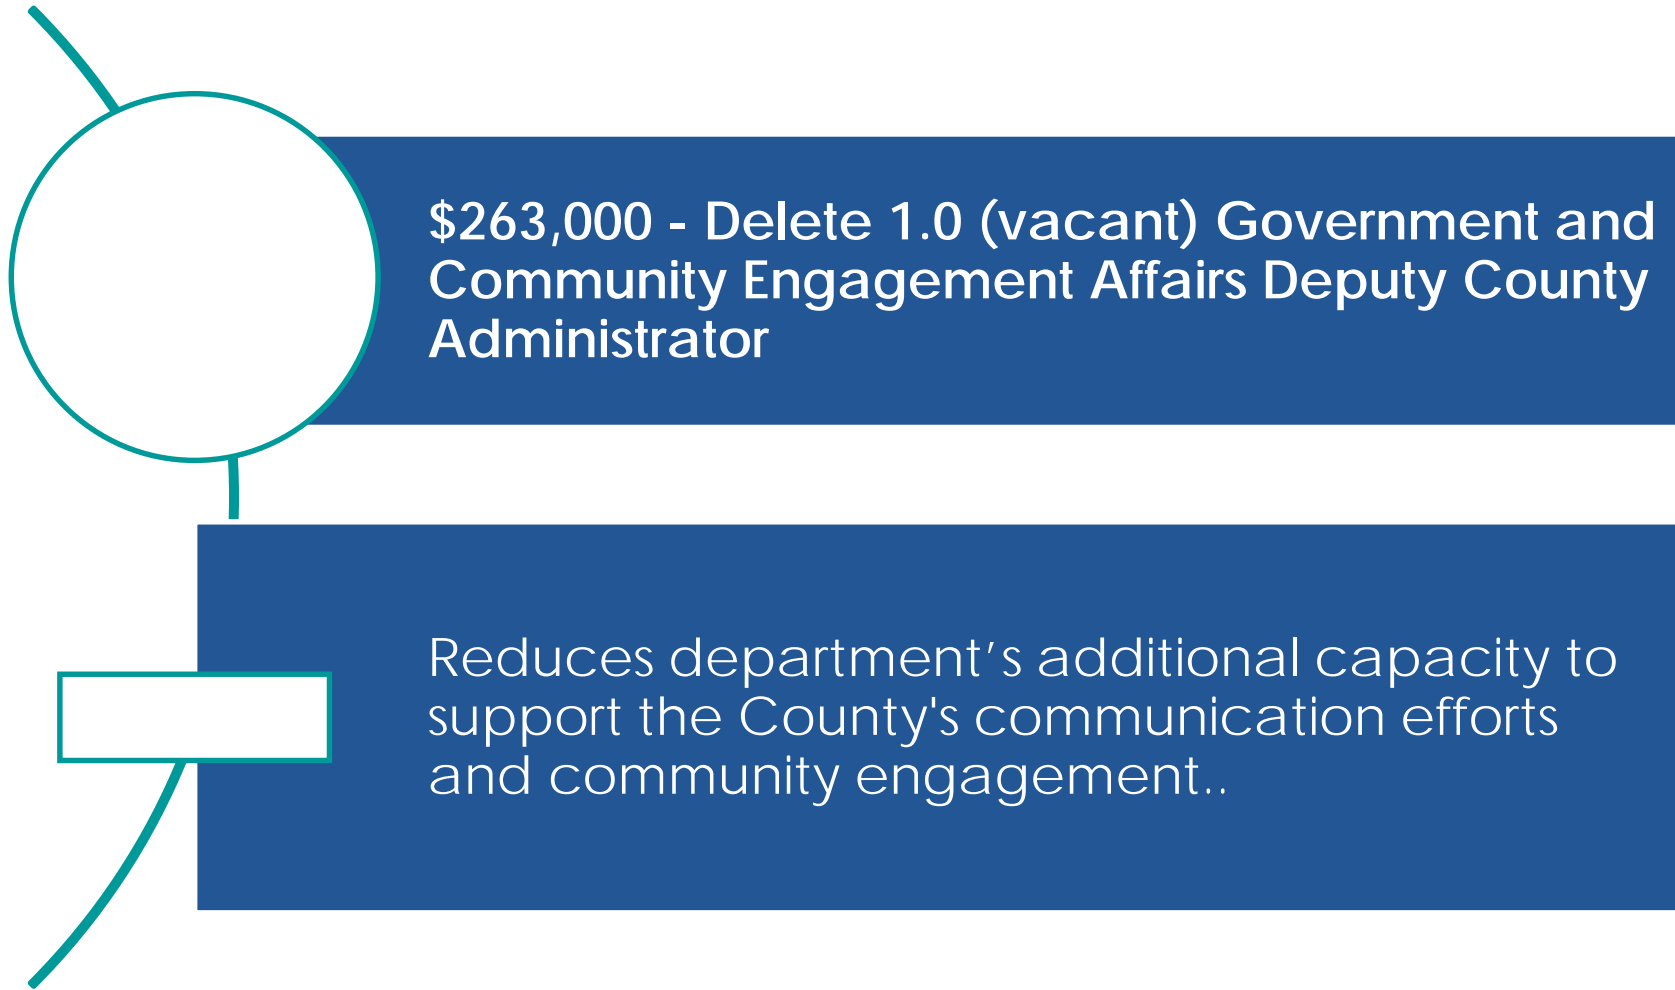 $263,000 - Delete 1.0 (vacant) Government and
Community Engagement Affairs Deputy County
Administrator
Reduces department’s additional capacity to
support the County's communication efforts
and community engagement..